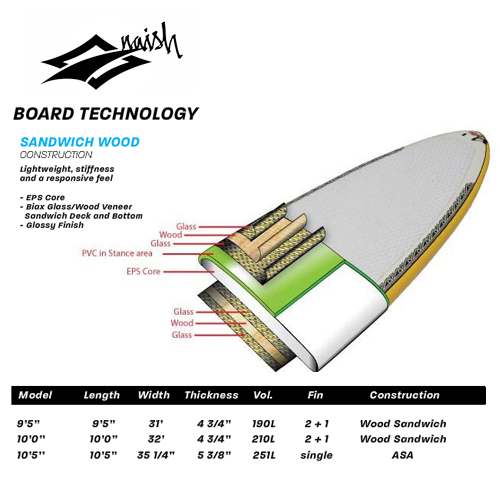 naish
BOARD TECHNOLOGY
SANDWICH WOOD
CONSTRUCTION
Lightweight, stiffness
and a responsive feel
- EPS Core
- Biax Glass/Wood Veneer
Sandwich Deck and Bottom
- Glossy Finish
Glass
Wood
Glass
PVC in Stance area
EPS Core
Glass
Wood
Glass
Model Length Width Thickness Vol. Fin Construction
9'5” 9'5” 31' 4 3/4” 190L 2 + 1 Wood Sandwich
10'0” 10'0” 32' 4 3/4” 210L 2 + 1 Wood Sandwich
10'5” 10'5” 35 1/4” 5 3/8” 251L single ASA